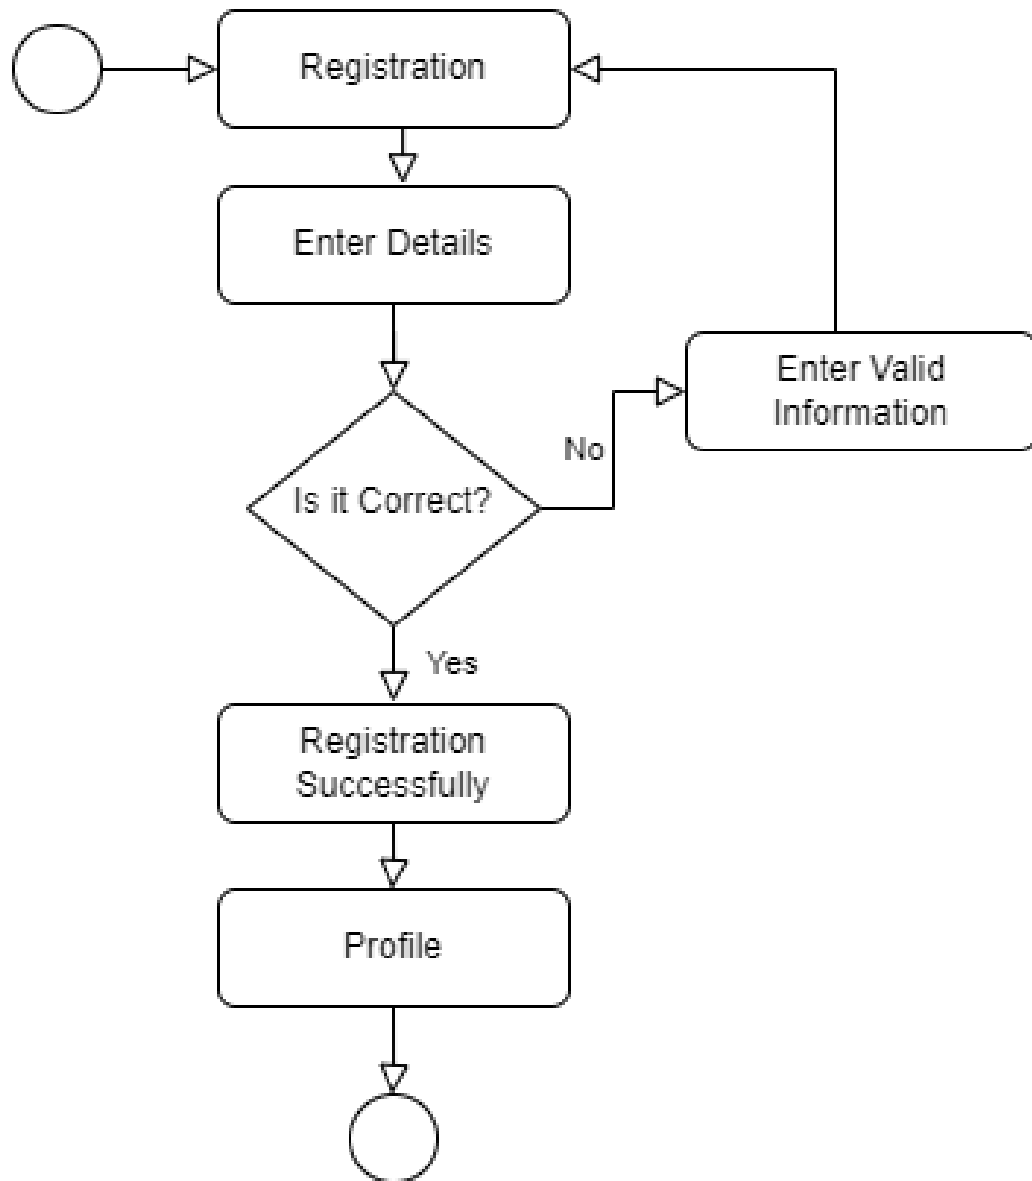 Registration
Enter Details
Enter Valid
Information
No
Is it Correct?
Yes
Registration
Successfully
Profile